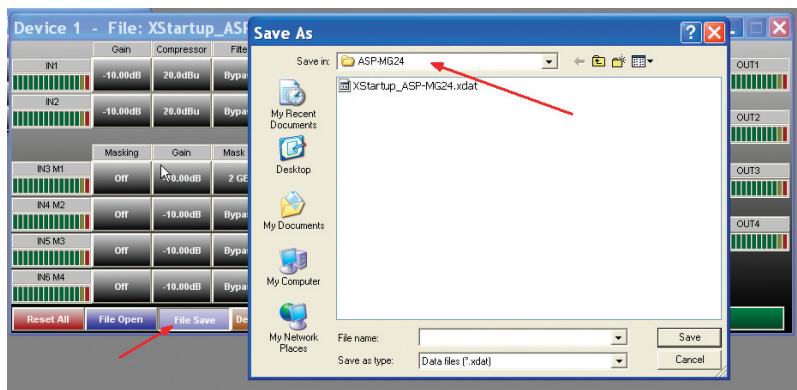 Device 1 - File: XStartup_ASP
Gain Compressor Filte
IN1 -10.00dB 20.0dBu Bypa
IN2 -10.00dB 20.0dBu Bypa
Masking Gain Mask
IN3 M1 Off -10.00dB 2 GE
IN4 M2 Off -10.00dB Bypa
IN5 M3 Off -10.00dB Bypa
IN6 M4 Off -10.00dB Bypa
Reset All File Open File Save De
Save As
Save in: ASP-MG24
XStartup_ASP-MG24.xdat
My Recent
Documents
Desktop
My Documents
My Computer
My Network
Places
File name: Save
Save as type: Data files (*.xdat) Cancel
OUT1
OUT2
OUT3
OUT4